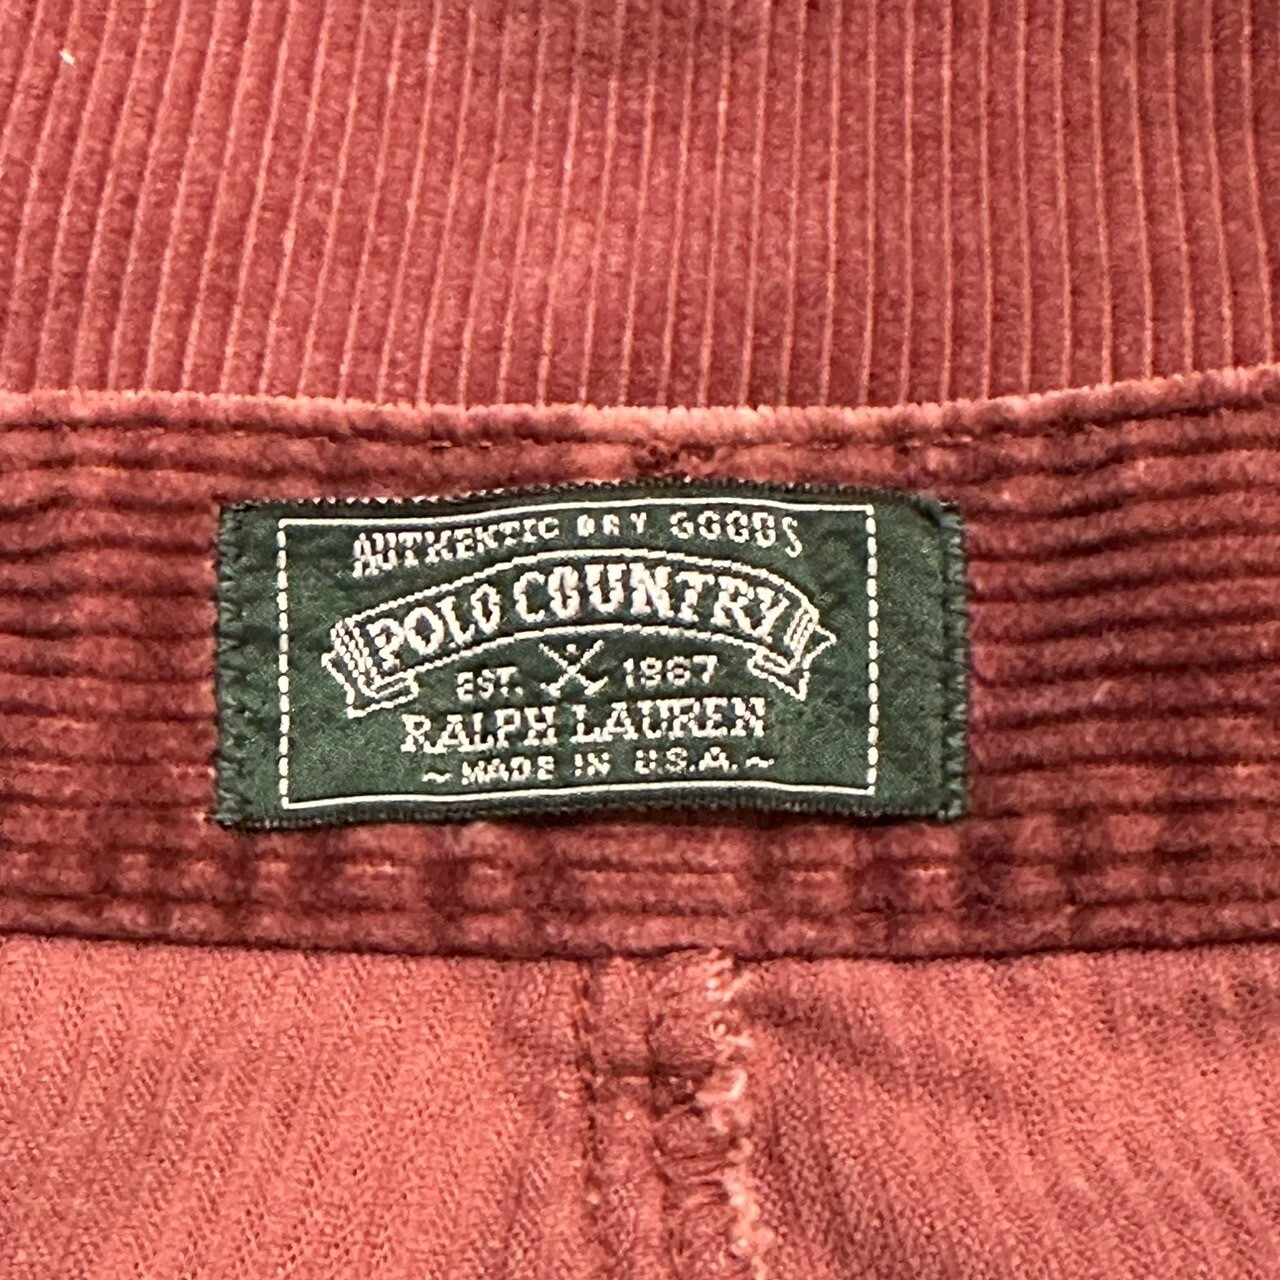 AUTHENTIC DRY GOODS
POLO COUNTRY
EST. 1967
RALPH LAUREN
~ MADE IN U.S.A. ~